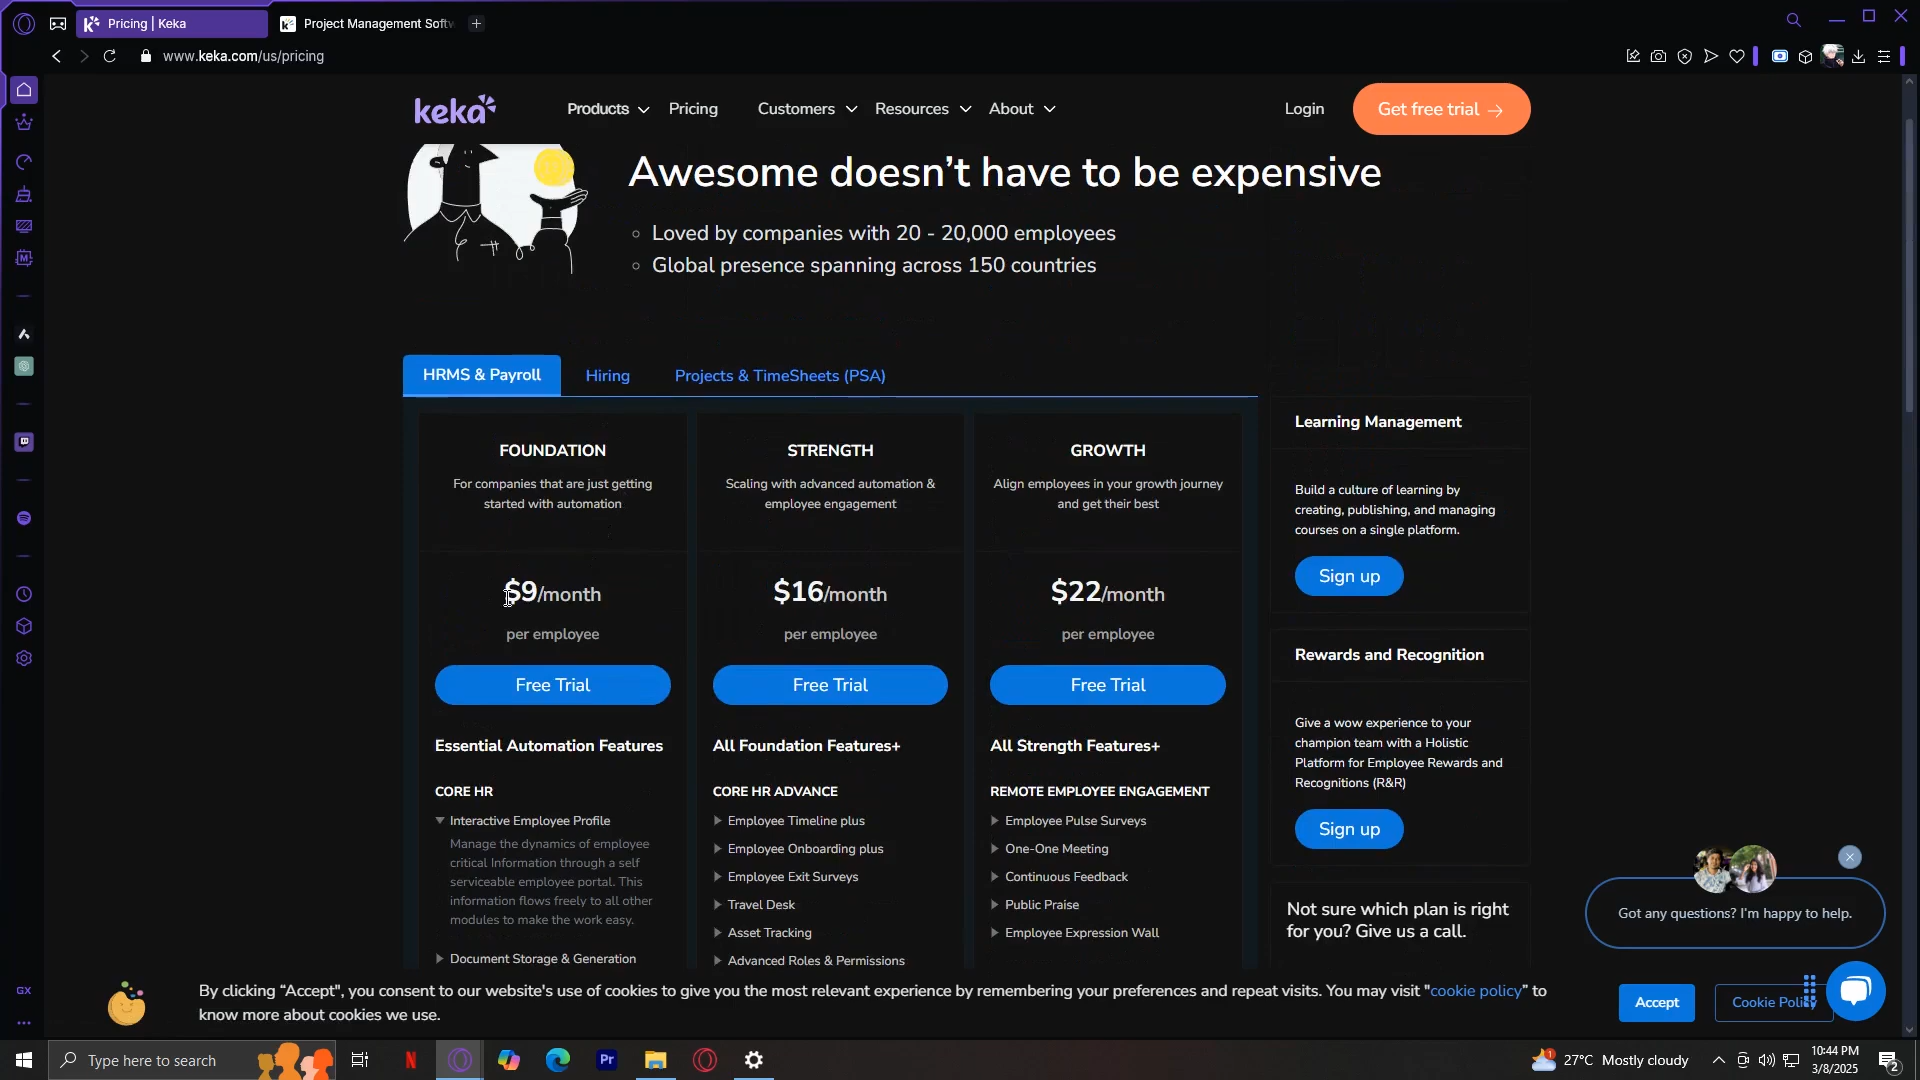 Pricing | Keka
Project Management Softw
www.keka.com/us/pricing
keka
Products
Pricing
Customers
Resources
About
Login
Get free trial →
Awesome doesn’t have to be expensive
Loved by companies with 20 - 20,000 employees
Global presence spanning across 150 countries
HRMS & Payroll
Hiring
Projects & TimeSheets (PSA)
FOUNDATION
For companies that are just getting
started with automation
$9/month
per employee
Free Trial
Essential Automation Features
CORE HR
Interactive Employee Profile
Manage the dynamics of employee
critical Information through a self
serviceable employee portal. This
information flows freely to all other
modules to make the work easy.
Document Storage & Generation
STRENGTH
Scaling with advanced automation &
employee engagement
$16/month
per employee
Free Trial
All Foundation Features+
CORE HR ADVANCE
Employee Timeline plus
Employee Onboarding plus
Employee Exit Surveys
Travel Desk
Asset Tracking
Advanced Roles & Permissions
GROWTH
Align employees in your growth journey
and get their best
$22/month
per employee
Free Trial
All Strength Features+
REMOTE EMPLOYEE ENGAGEMENT
Employee Pulse Surveys
One-One Meeting
Continuous Feedback
Public Praise
Employee Expression Wall
Learning Management
Build a culture of learning by
creating, publishing, and managing
courses on a single platform.
Sign up
Rewards and Recognition
Give a wow experience to your
champion team with a Holistic
Platform for Employee Rewards and
Recognitions (R&R)
Sign up
Not sure which plan is right
for you? Give us a call.
Got any questions? I'm happy to help.
By clicking “Accept", you consent to our website's use of cookies to give you the most relevant experience by remembering your preferences and repeat visits. You may visit "cookie policy” to
know more about cookies we use.
Accept
Cookie Policy
GX
Type here to search
N
Pr
1
27°C Mostly cloudy
10:44 PM
3/8/2025
2